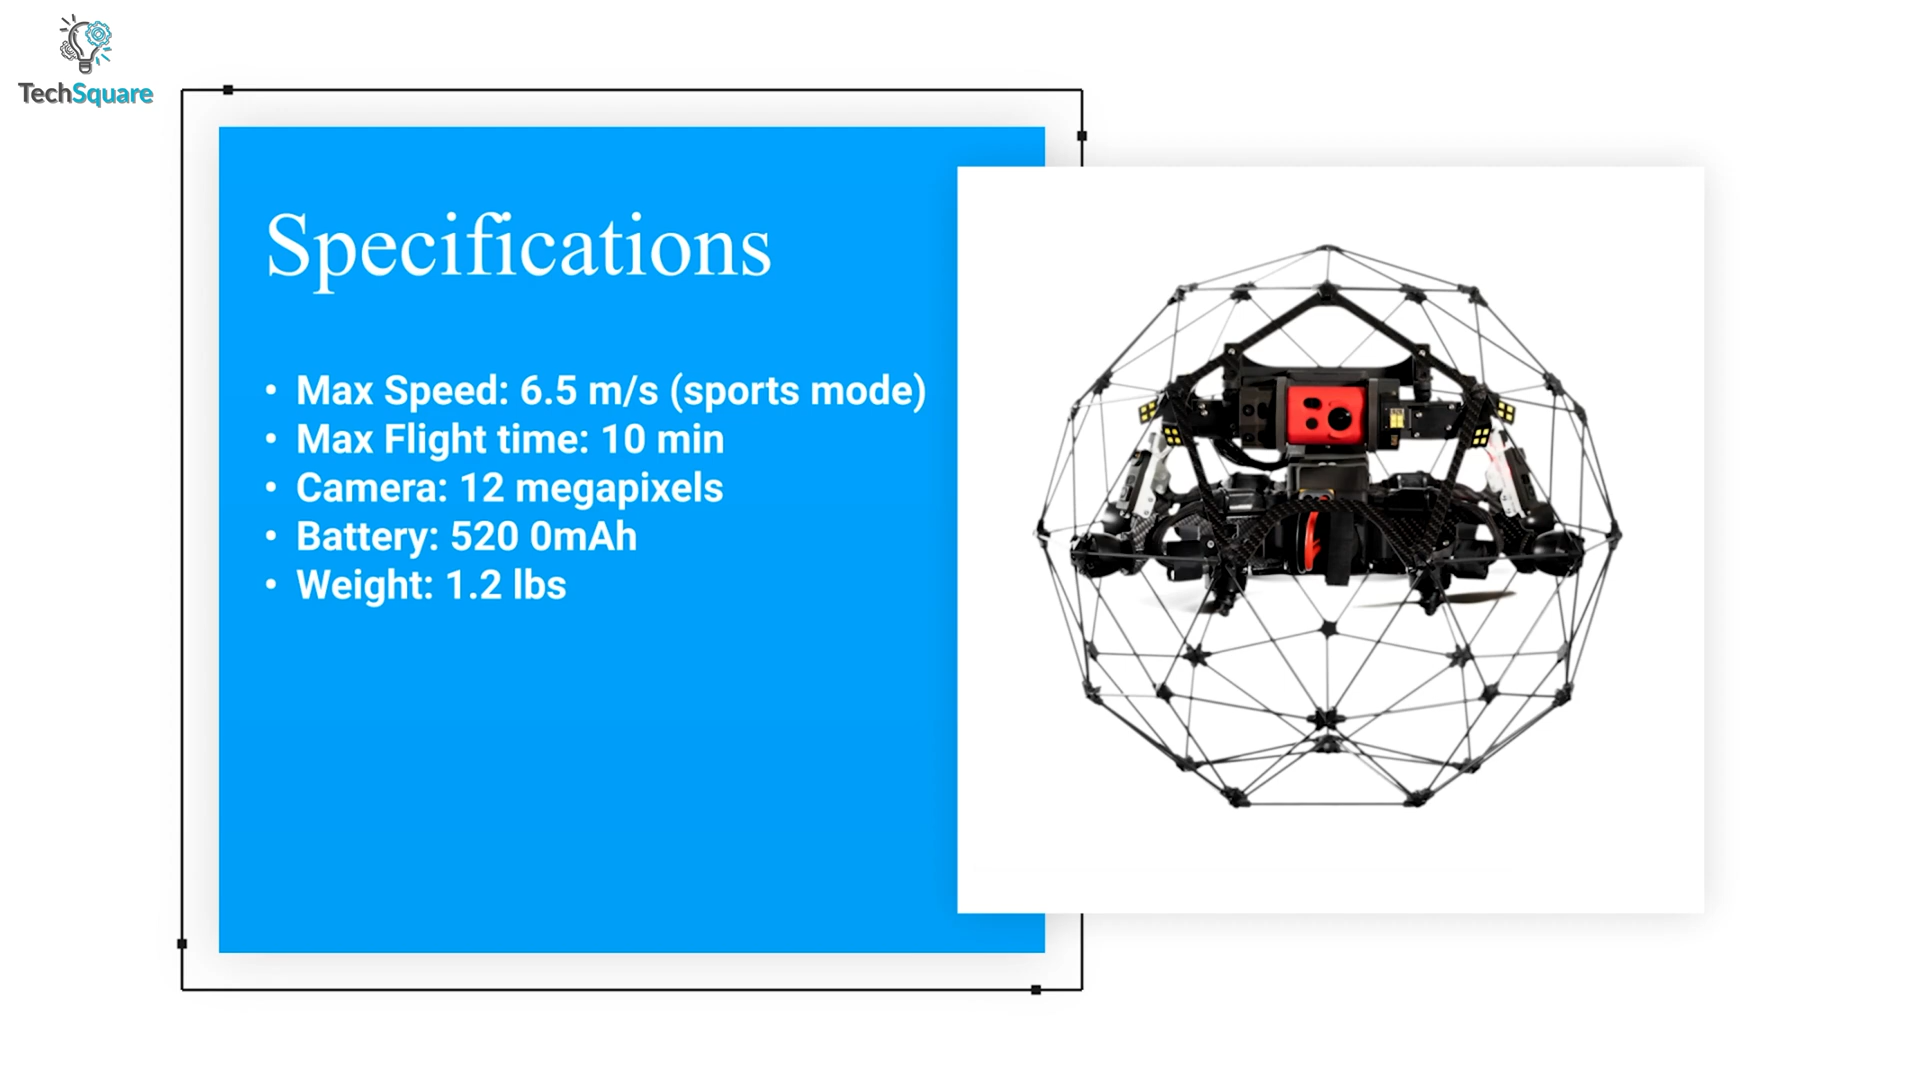 TechSquare
Specifications
• Max Speed: 6.5 m/s (sports mode)
• Max Flight time: 10 min
• Camera: 12 megapixels
• Battery: 520 0mAh
• Weight: 1.2 lbs